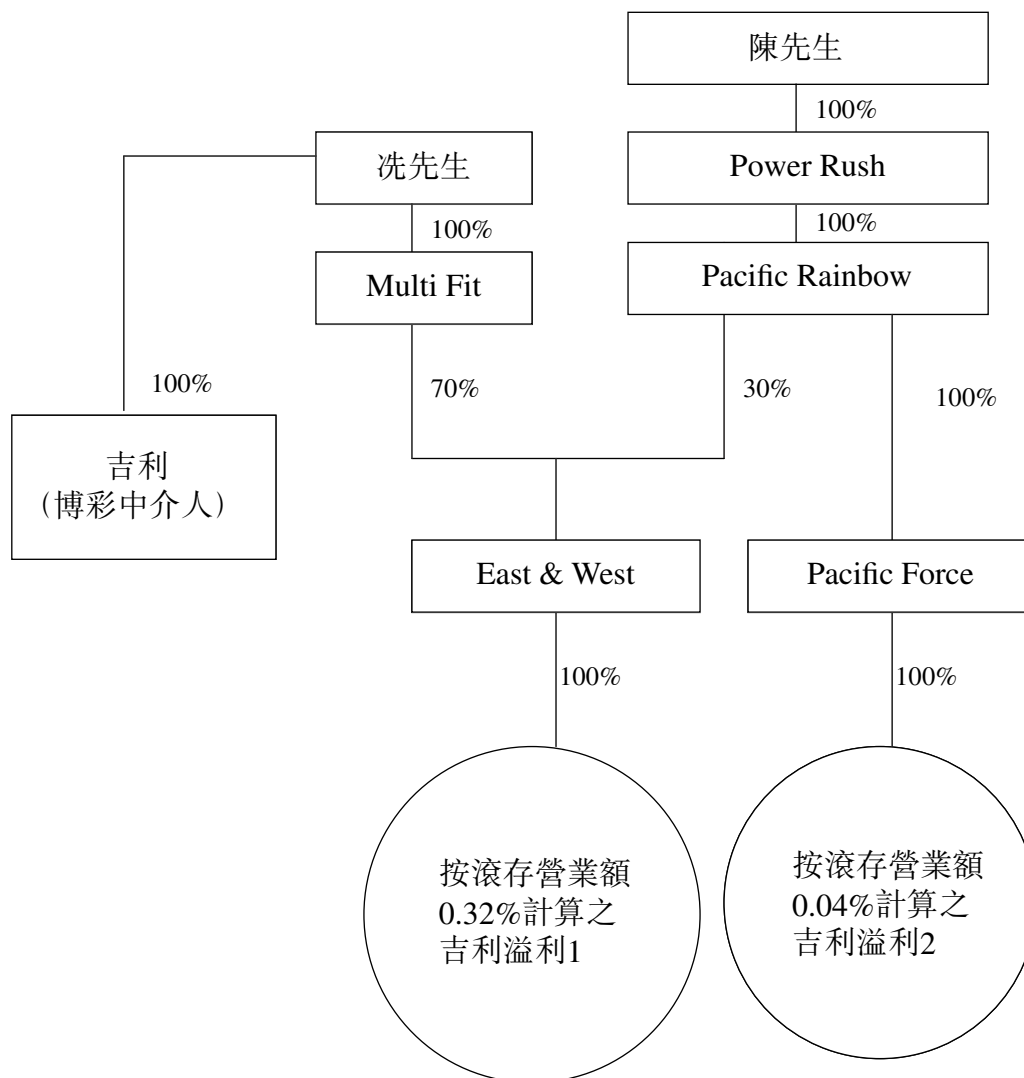 陳先生
100%
冼先生
Power Rush
100%
100%
Multi Fit
Pacific Rainbow
100%
70%
30%
100%
吉利
(博彩中介人)
East & West
Pacific Force
100%
100%
按滾存營業額
0.32%計算之
吉利溢利1
按滾存營業額
0.04%計算之
吉利溢利2